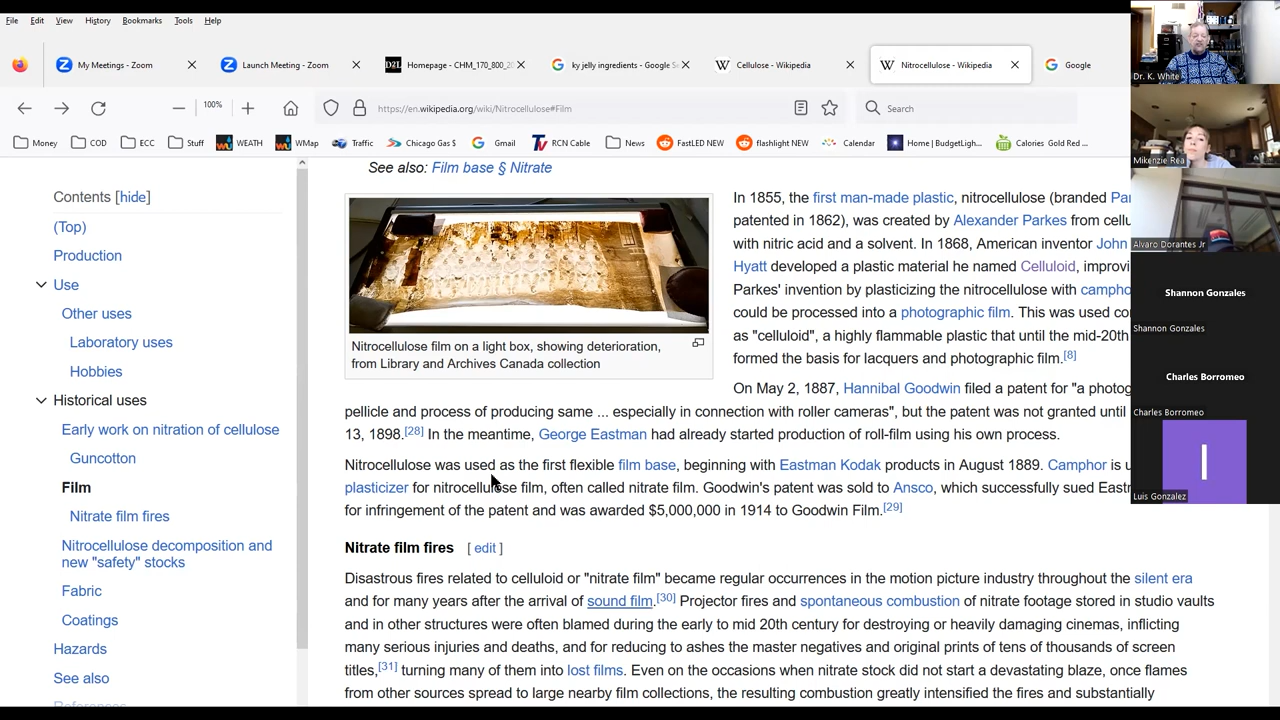 File Edit View History Bookmarks Tools Help
My Meetings - Zoom
Launch Meeting - Zoom
D2L Homepage - CHM_170_800_20
ky jelly ingredients - Google S
Cellulose - Wikipedia
Nitrocellulose - Wikipedia
Google
100%
https://en.wikipedia.org/wiki/Nitrocellulose#Film
Search
Money COD ECC Stuff WEATH WMap Traffic Chicago Gas $ Gmail RCN Cable News FastLED NEW flashlight NEW Calendar Home | BudgetLigh... Calories Gold Red ...
Contents [hide]
(Top)
Production
Use
Other uses
Laboratory uses
Hobbies
Historical uses
Early work on nitration of cellulose
Guncotton
Film
Nitrate film fires
Nitrocellulose decomposition and
new "safety" stocks
Fabric
Coatings
Hazards
See also
References
See also: Film base § Nitrate
Nitrocellulose film on a light box, showing deterioration,
from Library and Archives Canada collection
In 1855, the first man-made plastic, nitrocellulose (branded Par
patented in 1862), was created by Alexander Parkes from cellu
with nitric acid and a solvent. In 1868, American inventor John
Hyatt developed a plastic material he named Celluloid, improvi
Parkes' invention by plasticizing the nitrocellulose with campho
could be processed into a photographic film. This was used co
as "celluloid", a highly flammable plastic that until the mid-20th
formed the basis for lacquers and photographic film.[8]
On May 2, 1887, Hannibal Goodwin filed a patent for "a photog
pellicle and process of producing same ... especially in connection with roller cameras", but the patent was not granted until
13, 1898.[28] In the meantime, George Eastman had already started production of roll-film using his own process.
Nitrocellulose was used as the first flexible film base, beginning with Eastman Kodak products in August 1889. Camphor is u
plasticizer for nitrocellulose film, often called nitrate film. Goodwin's patent was sold to Ansco, which successfully sued Eastr
for infringement of the patent and was awarded $5,000,000 in 1914 to Goodwin Film.[29]
Nitrate film fires [ edit ]
Disastrous fires related to celluloid or "nitrate film" became regular occurrences in the motion picture industry throughout the silent era
and for many years after the arrival of sound film.[30] Projector fires and spontaneous combustion of nitrate footage stored in studio vaults
and in other structures were often blamed during the early to mid 20th century for destroying or heavily damaging cinemas, inflicting
many serious injuries and deaths, and for reducing to ashes the master negatives and original prints of tens of thousands of screen
titles,[31] turning many of them into lost films. Even on the occasions when nitrate stock did not start a devastating blaze, once flames
from other sources spread to large nearby film collections, the resulting combustion greatly intensified the fires and substantially
Dr. K. White
Mikenzie Rea
Alvaro Dorantes Jr
Shannon Gonzales
Shannon Gonzales
Charles Borromeo
Charles Borromeo
I
Luis Gonzalez